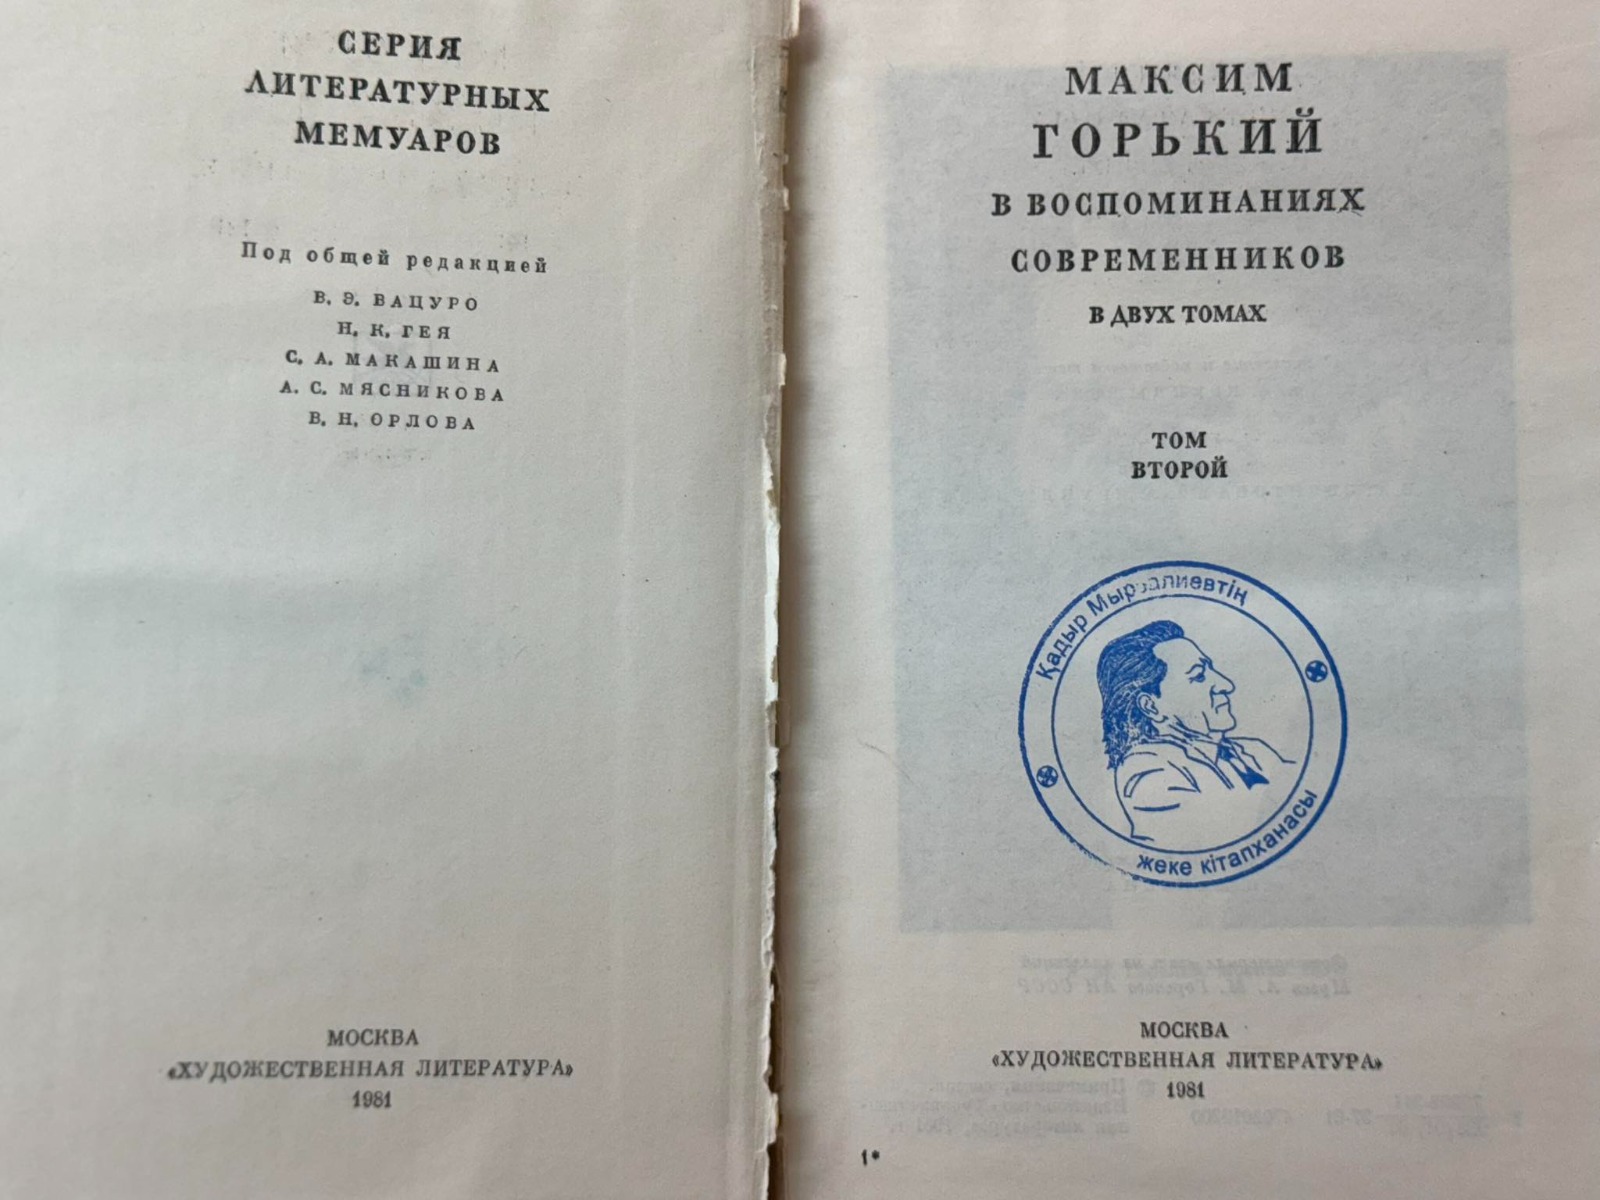 СЕРИЯ
ЛИТЕРАТУРНЫХ
МЕМУАРОВ
Под общей редакцией
В. Э. ВАЦУРО
Н. К. ГЕЯ
С. А. МАКАШИНА
А. С. МЯСНИКОВА
В. Н. ОРЛОВА
МОСКВА
«ХУДОЖЕСТВЕННАЯ ЛИТЕРАТУРА»
1981
МАКСИМ
ГОРЬКИЙ
В ВОСПОМИНАНИЯХ
СОВРЕМЕННИКОВ
В ДВУХ ТОМАХ
ТОМ
ВТОРОЙ
Қадыр Мырзалиевтің
жеке кітапханасы
МОСКВА
«ХУДОЖЕСТВЕННАЯ ЛИТЕРАТУРА»
1981
1*